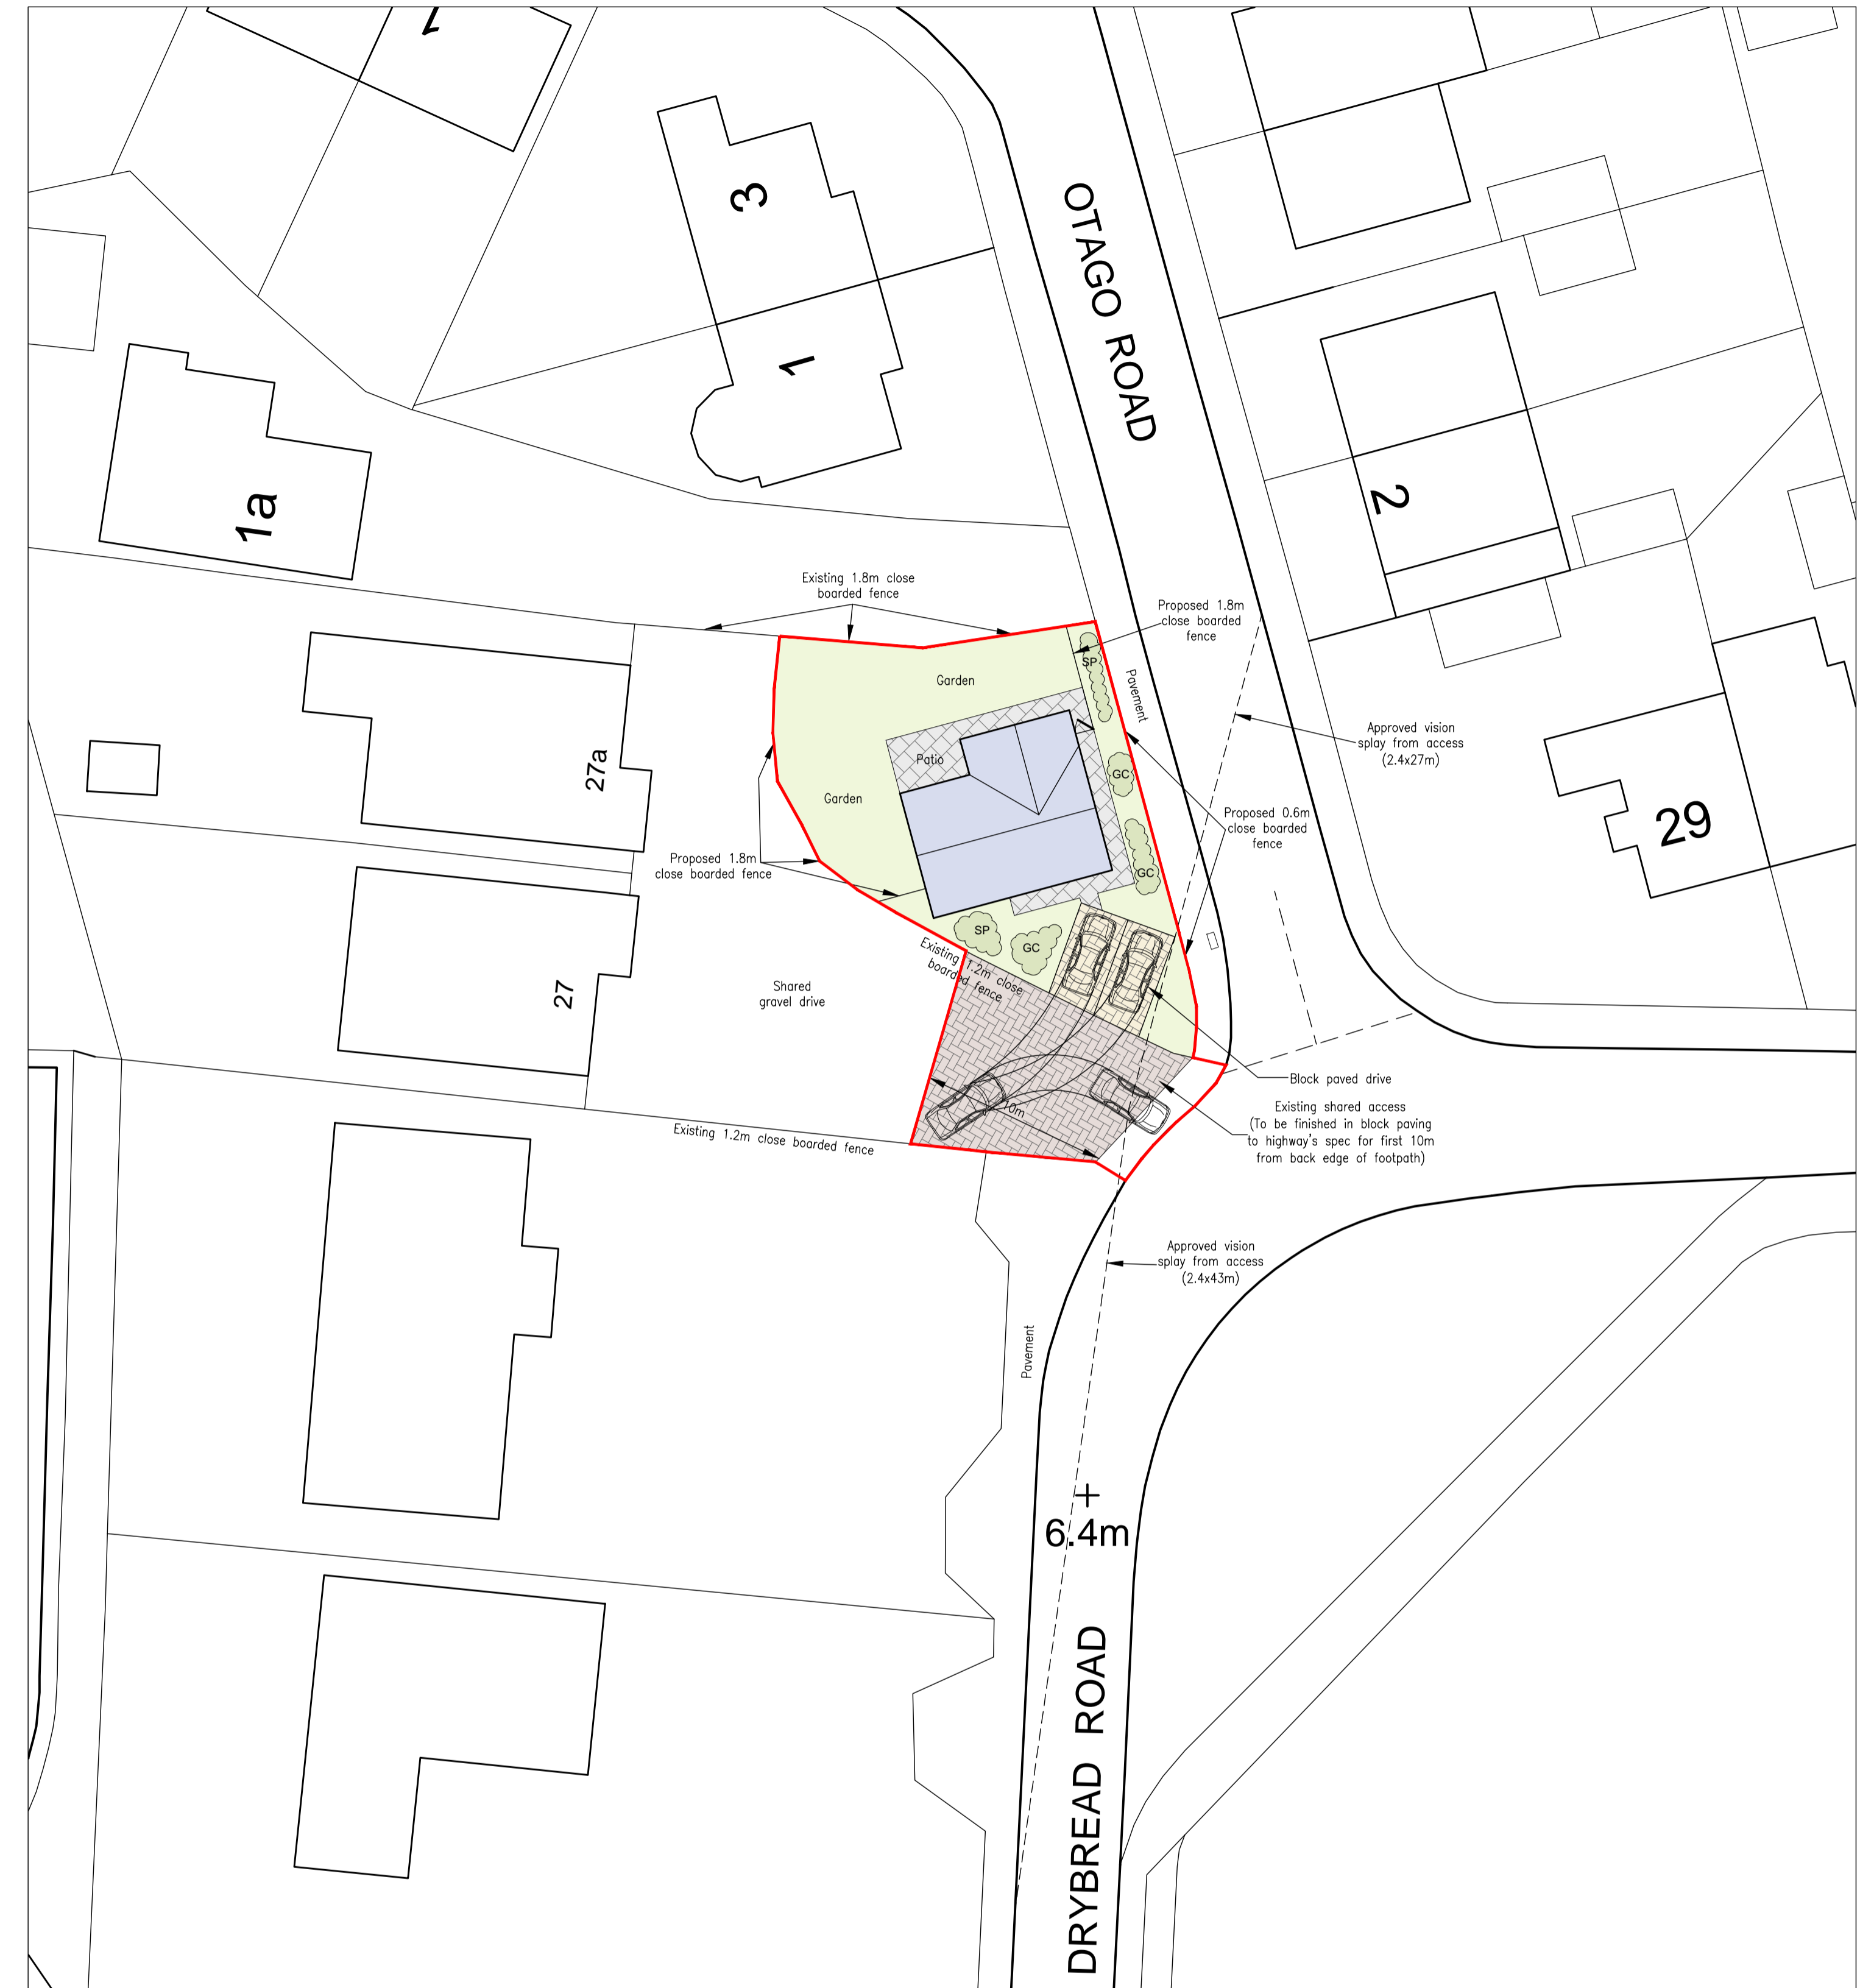 1
3
OTAGO ROAD
1
1a
2
Existing 1.8m close
boarded fence
Proposed 1.8m
close boarded
fence
SP
Garden
Pavement
Approved vision
splay from access
(2.4x27m)
27a
Patio
GC
Garden
Proposed 0.6m
close boarded
fence
29
Proposed 1.8m
close boarded fence
GC
SP
GC
Existing 1.2m close
boarded fence
27
Shared
gravel drive
Block paved drive
10m
Existing shared access
(To be finished in block paving
to highway's spec for first 10m
from back edge of footpath)
Existing 1.2m close boarded fence
Approved vision
splay from access
(2.4x43m)
Pavement
6.4m
DRYBREAD ROAD